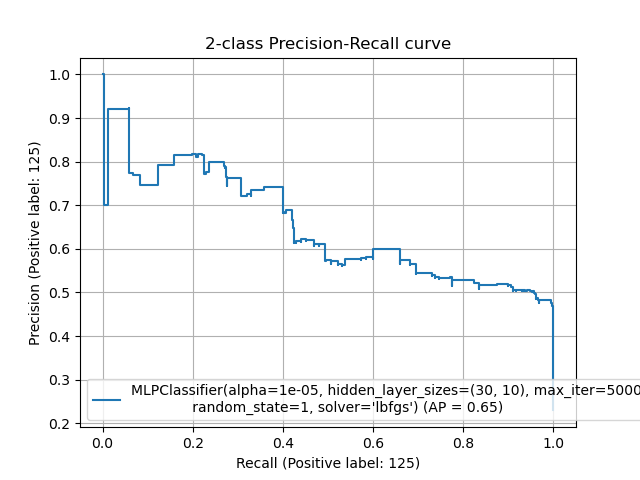 2-class Precision-Recall curve
1.0
0.9
0.8
0.7
0.6
0.5
0.4
0.3
0.2
Precision (Positive label: 125)
MLPClassifier(alpha=1e-05, hidden_layer_sizes=(30, 10), max_iter=5000
random_state=1, solver='lbfgs') (AP = 0.65)
0.0 0.2 0.4 0.6 0.8 1.0
Recall (Positive label: 125)